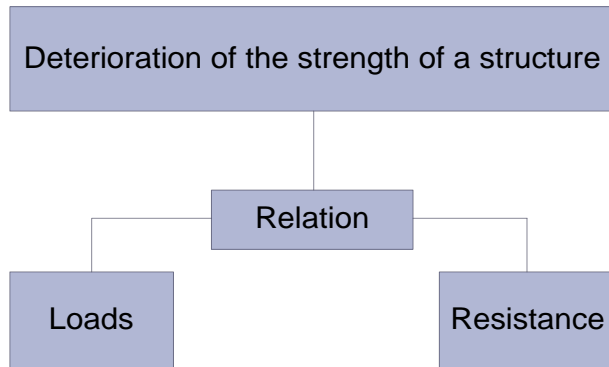 Deterioration of the strength of a structure
Relation
Loads
Resistance